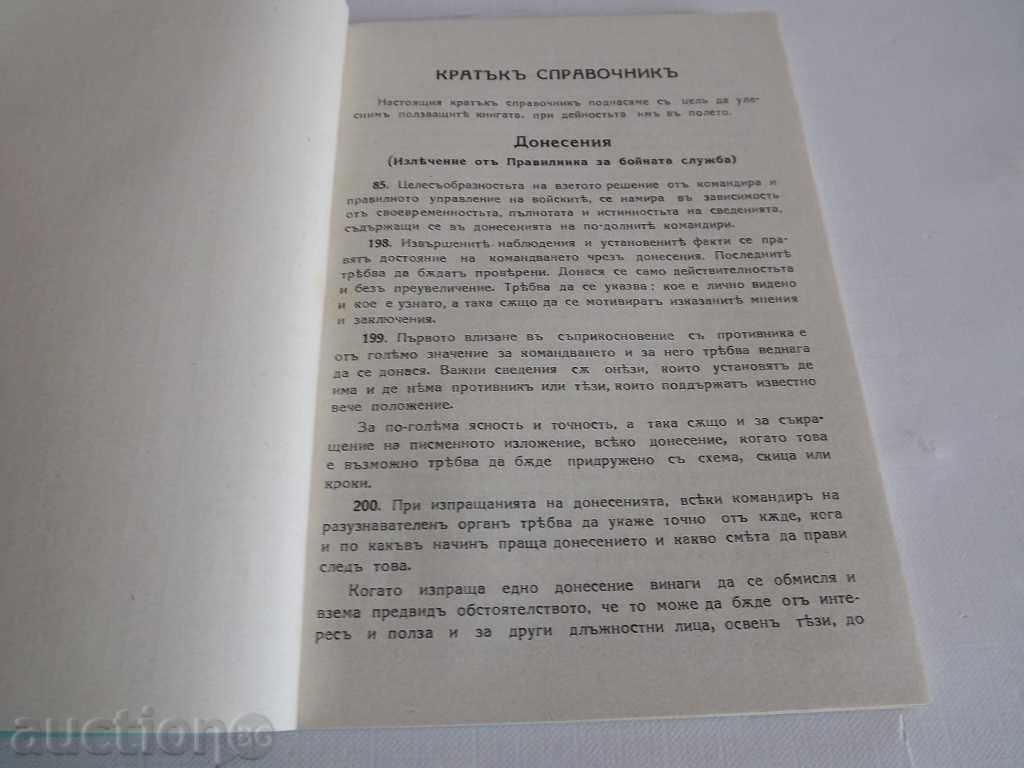 КРАТЪКЪ СПРАВОЧНИКЪ
Настоящия кратъкъ справочникъ поднасяме съ цель да улес-
нимъ ползващитѣ книгата, при дейностьта имъ въ полето.
Донесения
(Излѣчение отъ Правилника за бойната служба)
85. Целесъобразностьта на взетото решение отъ командира и
правилното управление на войскитѣ, се намира въ зависимость
отъ своевременностьта, пълнотата и истинностьта на сведенията,
съдържащи се въ донесенията на по-долнитѣ командири.
198. Извършенитѣ наблюдения и установенитѣ факти се пра-
вятъ достояние на командването чрезъ донесения. Последнитѣ
трѣбва да бѫдатъ провѣрени. Донася се само действителностьта
и безъ преувеличение. Трѣбва да се указва: кое е лично видено
и кое е узнато, а така сѫщо да се мотивиратъ изказанитѣ мнения
и заключения.
199. Първото влизане въ съприкосновение съ противника е
отъ голѣмо значение за командването и за него трѣбва веднага
да се донася. Важни сведения сѫ онѣзи, които установятъ де
има и де нѣма противникъ или тѣзи, които поддържатъ известно
вече положение.
За по-голѣма ясность и точность, а така сѫщо и за съкра-
щение на писменното изложение, всѣко донесение, когато това
е възможно трѣбва да бѫде придружено съ схема, скица или
кроки.
200. При изпращанията на донесенията, всѣки командиръ на
разузнавателенъ органъ трѣбва да укаже точно отъ кѫде, кога
и по какъвъ начинъ праща донесението и какво смѣта да прави
следъ това.
Когато изпраща едно донесение винаги да се обмисля и
взема предвидъ обстоятелството, че то може да бѫде отъ инте-
ресъ и полза и за други длъжностни лица, освенъ тѣзи, до
auction.BG